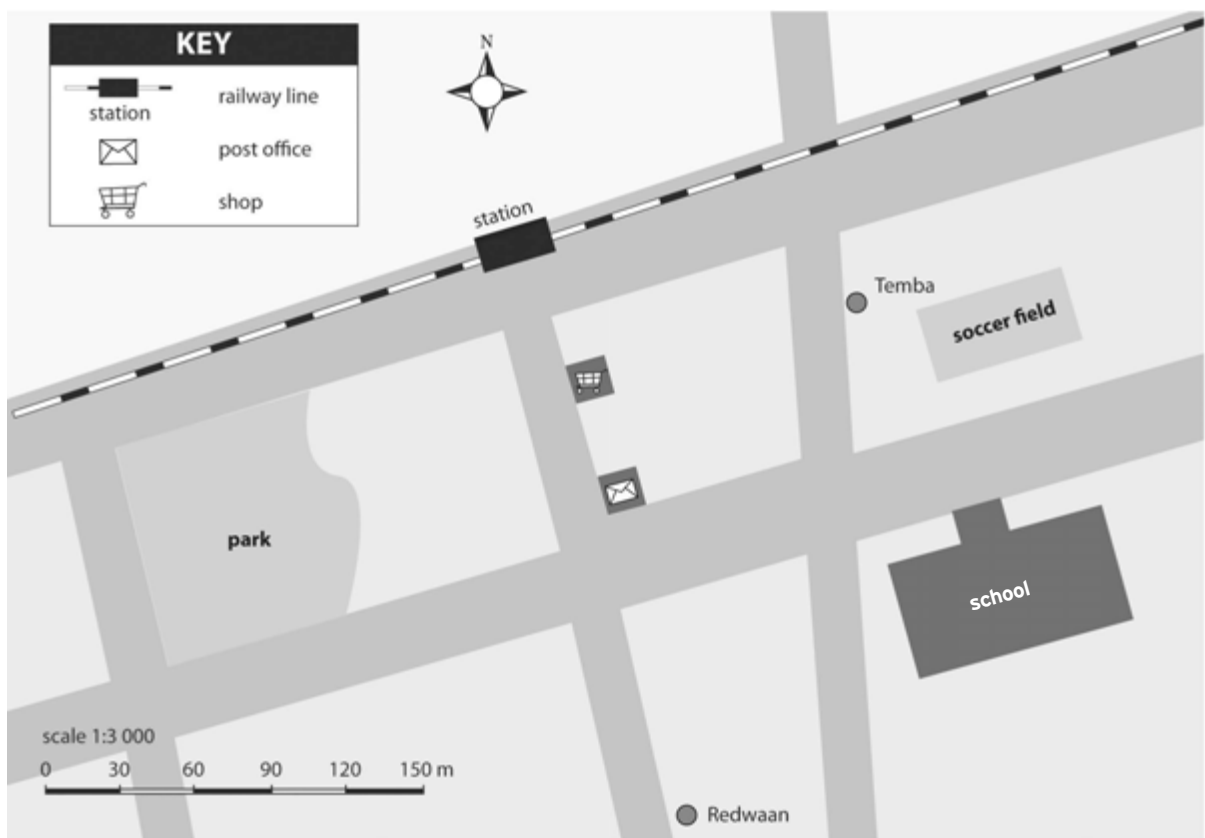 KEY
station
railway line
post office
shop
N
station
Temba
soccer field
park
school
scale 1:3 000
0 30 60 90 120 150 m
Redwaan